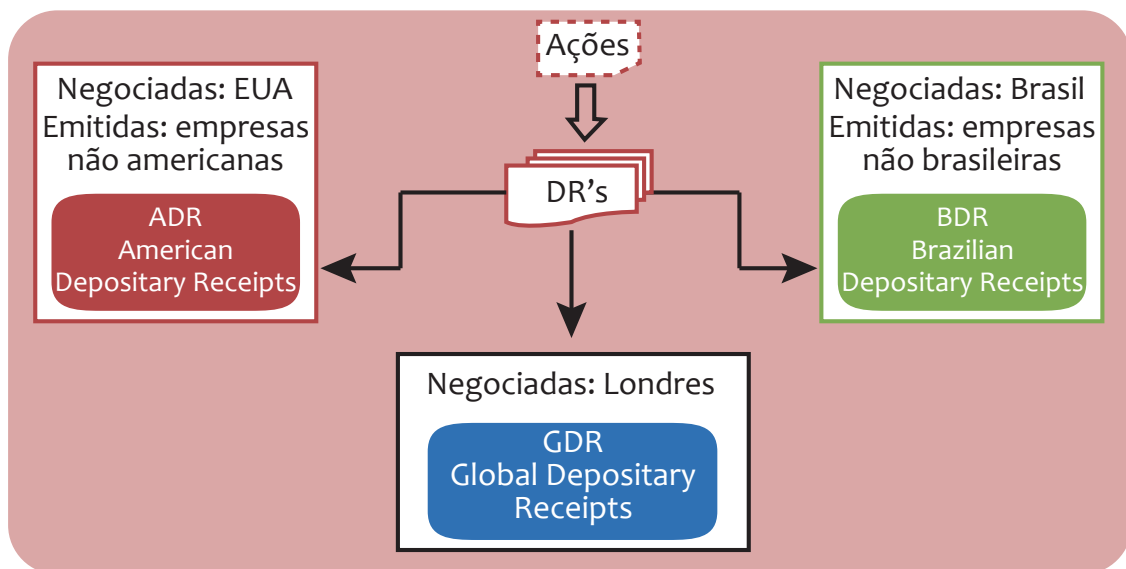 Ações
DR's
Negociadas: EUA
Emitidas: empresas
não americanas
ADR
American
Depositary Receipts
Negociadas: Brasil
Emitidas: empresas
não brasileiras
BDR
Brazilian
Depositary Receipts
Negociadas: Londres
GDR
Global Depositary
Receipts